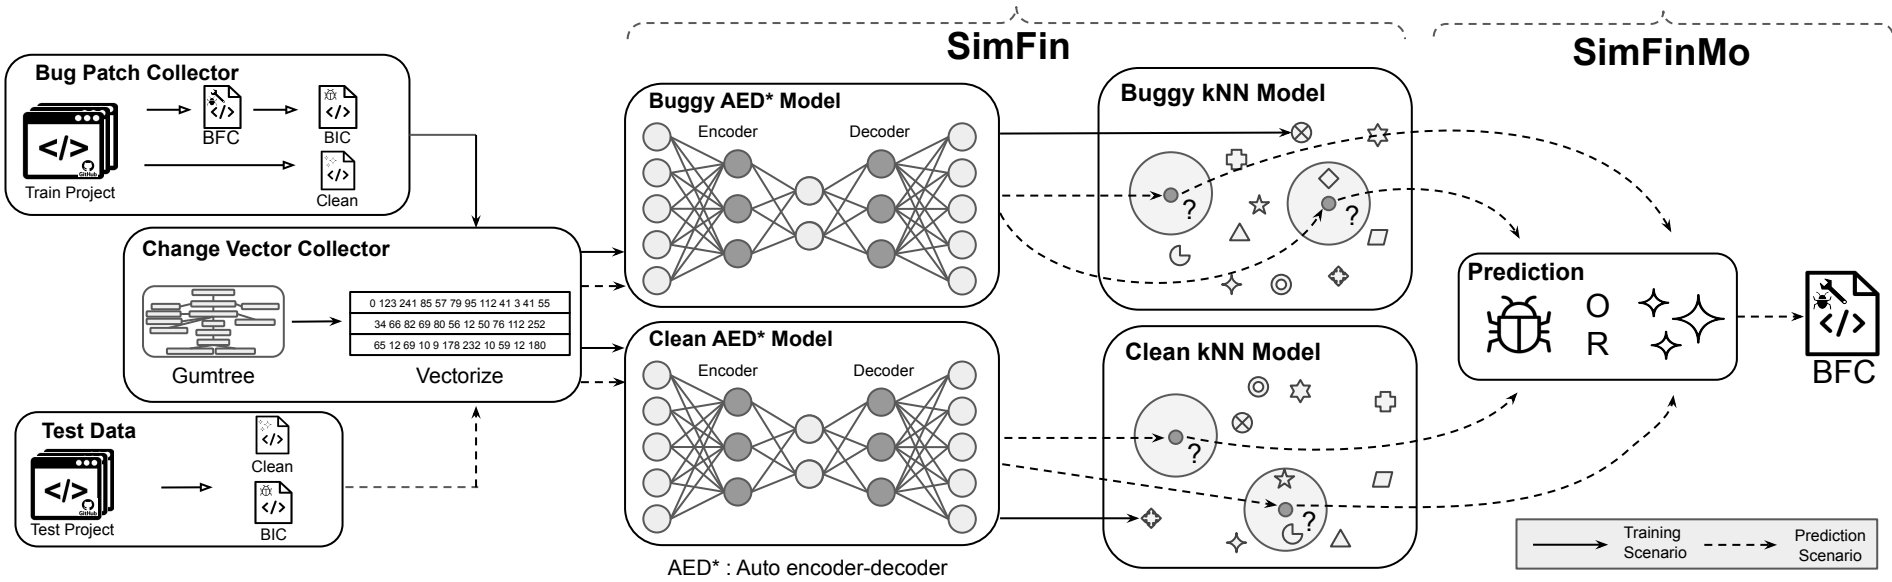 SimFin
SimFinMo
Bug Patch Collector
</>
BFC
</>
BIC
</>
GitHub
Train Project
</>
Clean
Change Vector Collector
Gumtree
0 123 241 85 57 79 95 112 41 3 41 55
34 66 82 69 80 56 12 50 76 112 252
65 12 69 10 9 178 232 10 59 12 180
Vectorize
Test Data
</>
Clean
</>
GitHub
Test Project
</>
BIC
Buggy AED* Model
Encoder
Decoder
Clean AED* Model
Encoder
Decoder
AED* : Auto encoder-decoder
Buggy kNN Model
?
?
Clean kNN Model
?
?
Prediction
O
R
</>
BFC
Training
Scenario
Prediction
Scenario